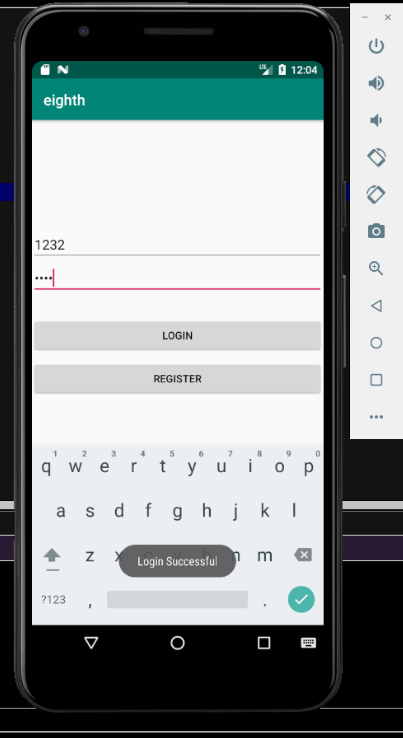 LTE 12:04
eighth
1232
••••
LOGIN
REGISTER
1 2 3 4 5 6 7 8 9 0
q w e r t y u i o p
a s d f g h j k l
z x n m
Login Successful
?123 , .